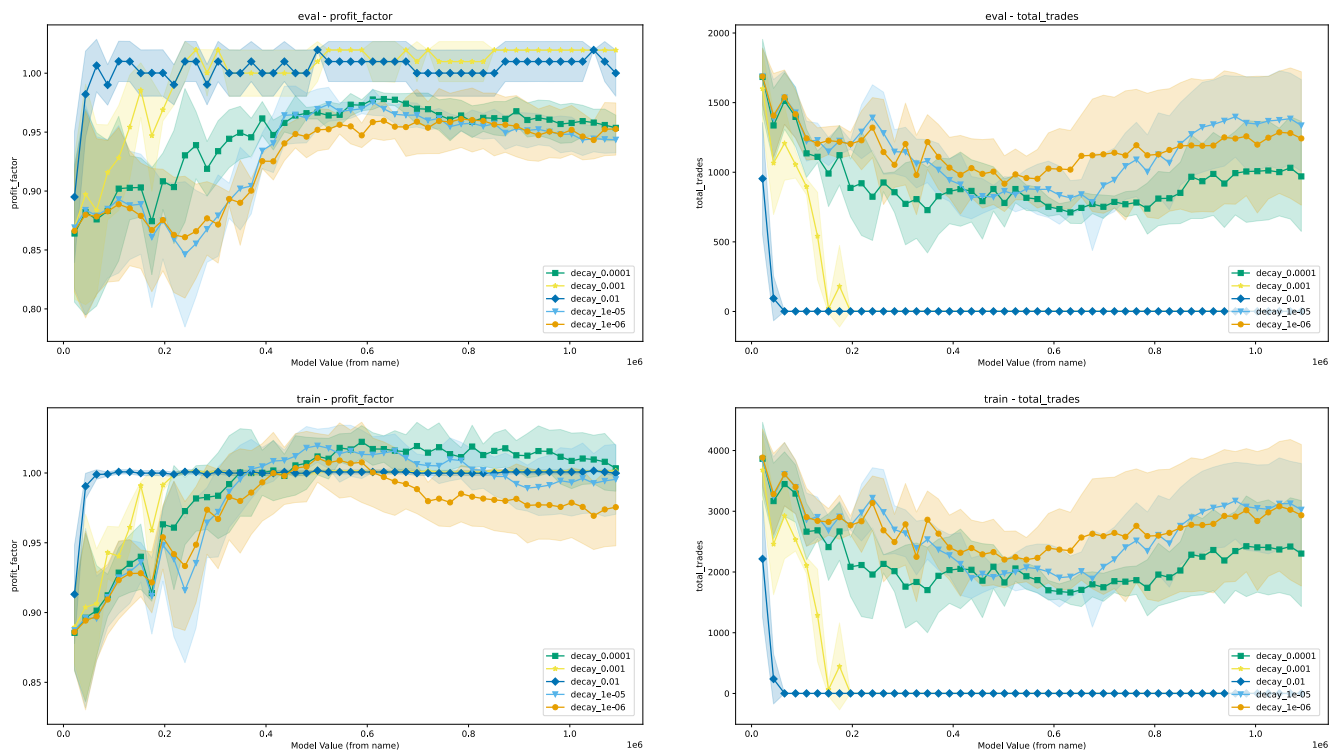 eval - profit_factor
profit_factor
1.00
0.95
0.90
0.85
0.80
0.0
0.2
0.4
0.6
0.8
1.0
1e6
Model Value (from name)
decay_0.0001
decay_0.001
decay_0.01
decay_1e-05
decay_1e-06
eval - total_trades
total_trades
2000
1500
1000
500
0
0.0
0.2
0.4
0.6
0.8
1.0
1e6
Model Value (from name)
decay_0.0001
decay_0.001
decay_0.01
decay_1e-05
decay_1e-06
train - profit_factor
profit_factor
1.00
0.95
0.90
0.85
0.0
0.2
0.4
0.6
0.8
1.0
1e6
Model Value (from name)
decay_0.0001
decay_0.001
decay_0.01
decay_1e-05
decay_1e-06
train - total_trades
total_trades
4000
3000
2000
1000
0
0.0
0.2
0.4
0.6
0.8
1.0
1e6
Model Value (from name)
decay_0.0001
decay_0.001
decay_0.01
decay_1e-05
decay_1e-06